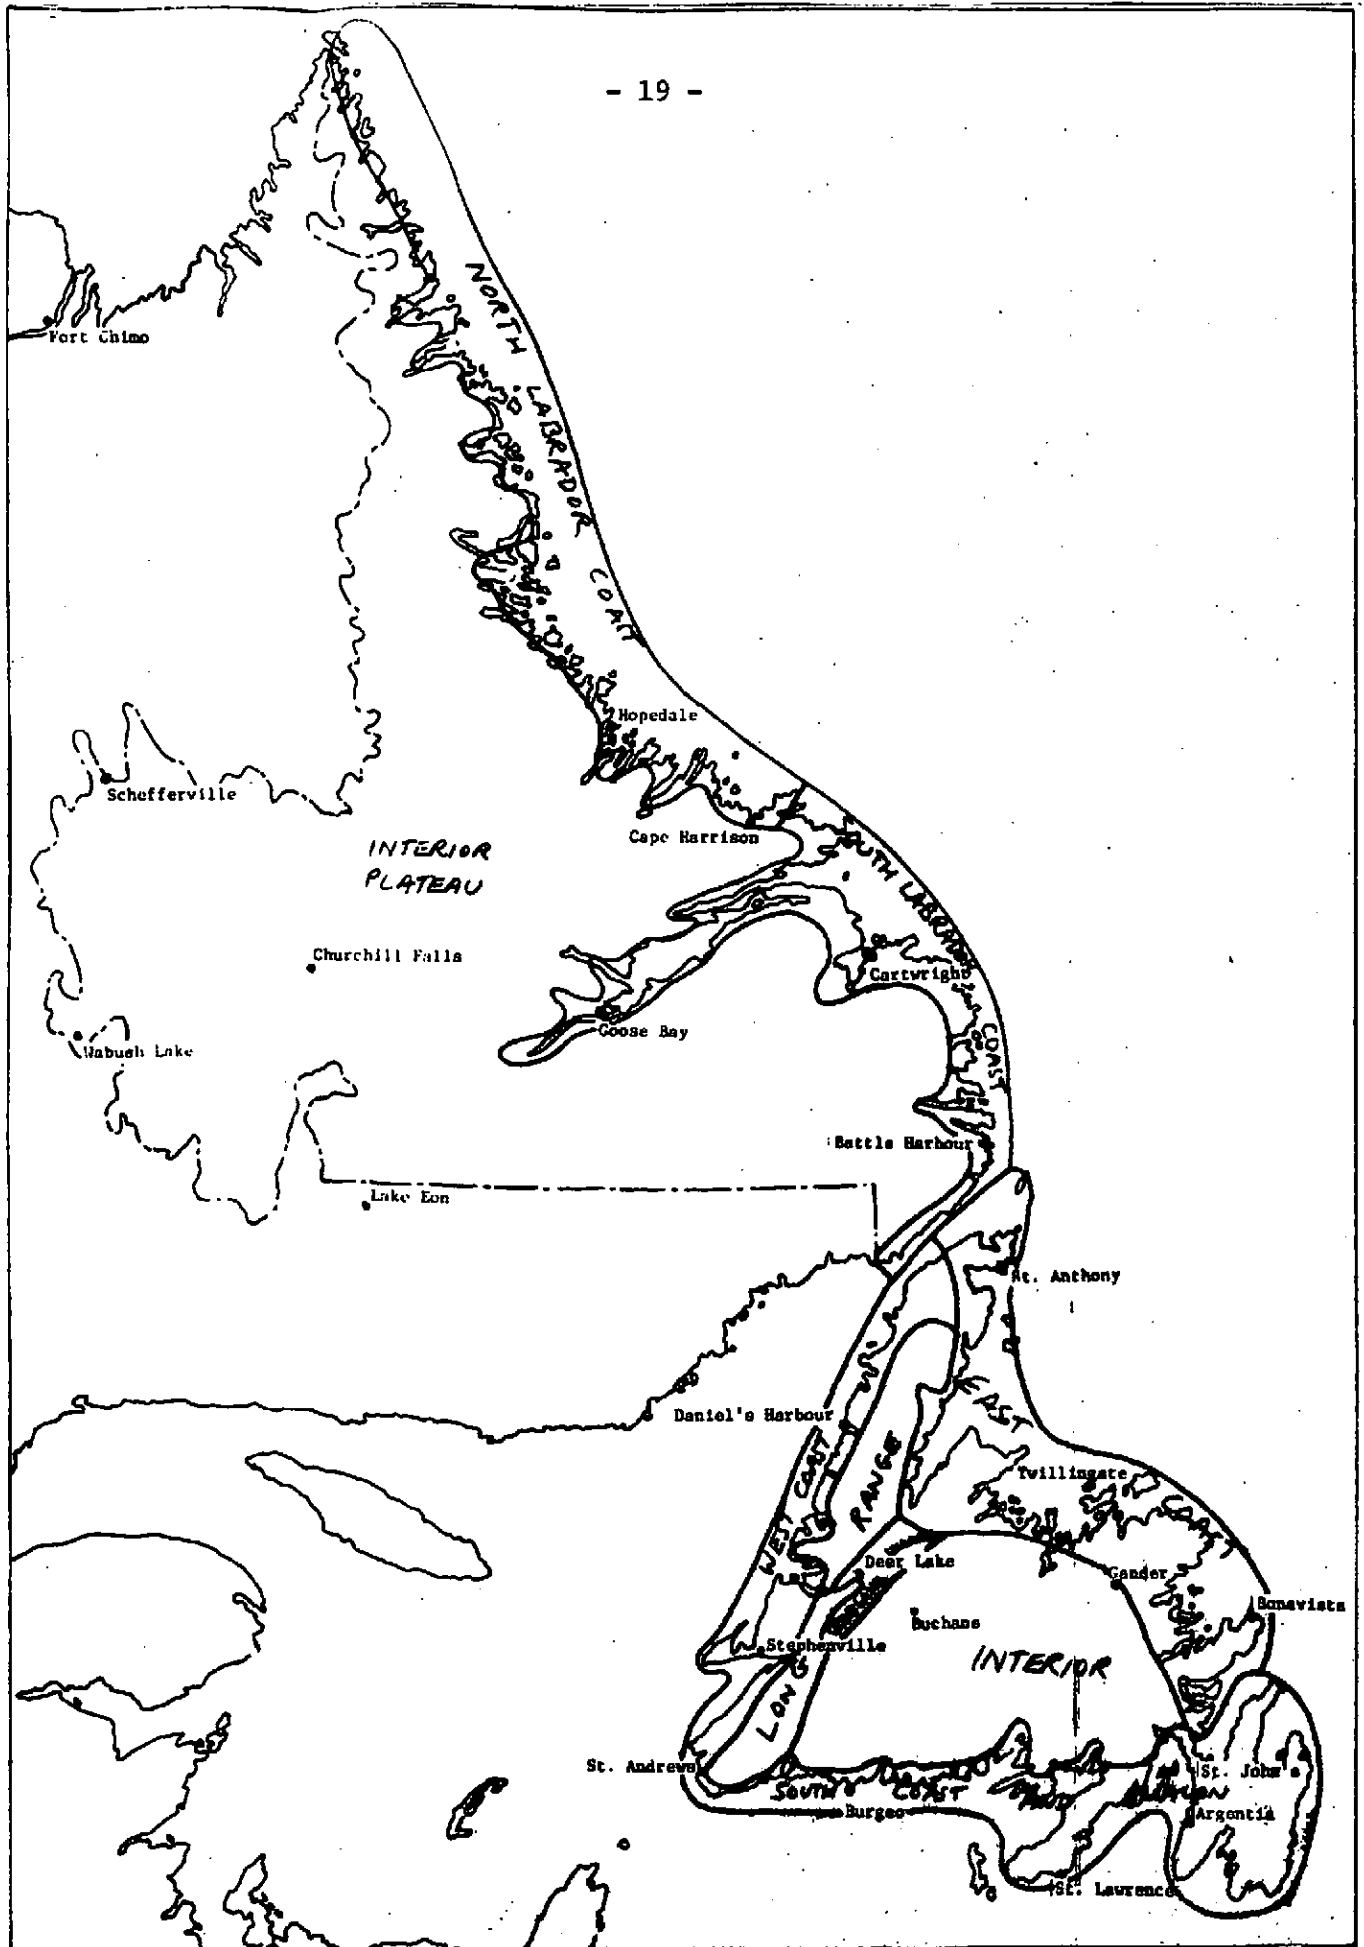 - 19 -
NORTH LABRADOR COAST
Fort Chimo
Hopedale
Schefferville
Cape Harrison
INTERIOR
PLATEAU
SOUTH LABRADOR COAST
Churchill Falls
Cartwright
Goose Bay
Wabush Lake
Battle Harbour
Lake Eon
St. Anthony
Daniel's Harbour
EAST COAST
WEST COAST
LONG RANGE
Twillingate
Deer Lake
Gander
Bonavista
Buchans
Stephenville
INTERIOR
St. Andrews
SOUTH COAST AND AVALON
St. John's
Burgeo
Argentia
St. Lawrence